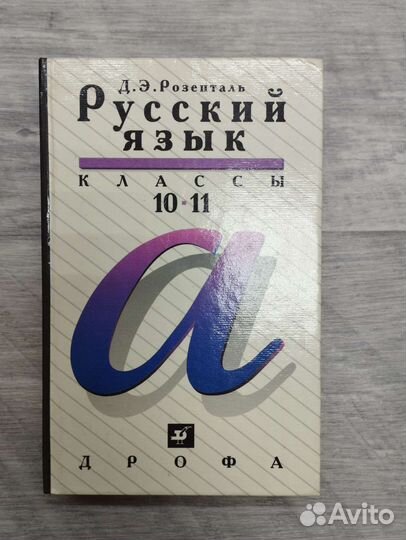 Д.Э.Розенталь
Русский
язык
КЛАССЫ
10-11
а
ДРОФА
Avito